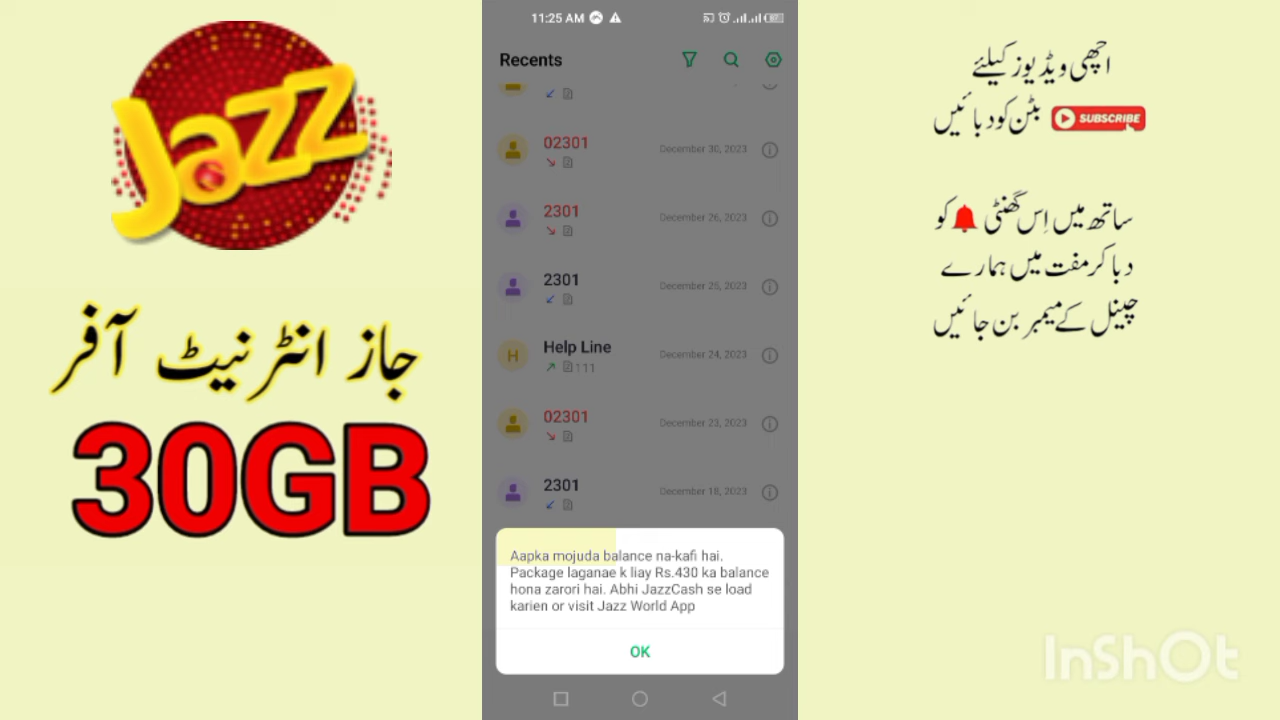 Jazz
جاز انٹرنیٹ آفر
30GB
11:25 AM
Recents
02301
December 30, 2023
2301
December 26, 2023
2301
December 25, 2023
H
Help Line
111
December 24, 2023
02301
December 23, 2023
2301
December 18, 2023
Aapka mojuda balance na-kafi hai.
Package laganae k liay Rs.430 ka balance
hona zarori hai. Abhi JazzCash se load
karien or visit Jazz World App
OK
اچھی ویڈیوز کیلئے
SUBSCRIBE بٹن کو دبائیں
ساتھ میں اِس گھنٹی کو
دبا کر مفت میں ہمارے
چینل کے میمبر بن جائیں
InShOt